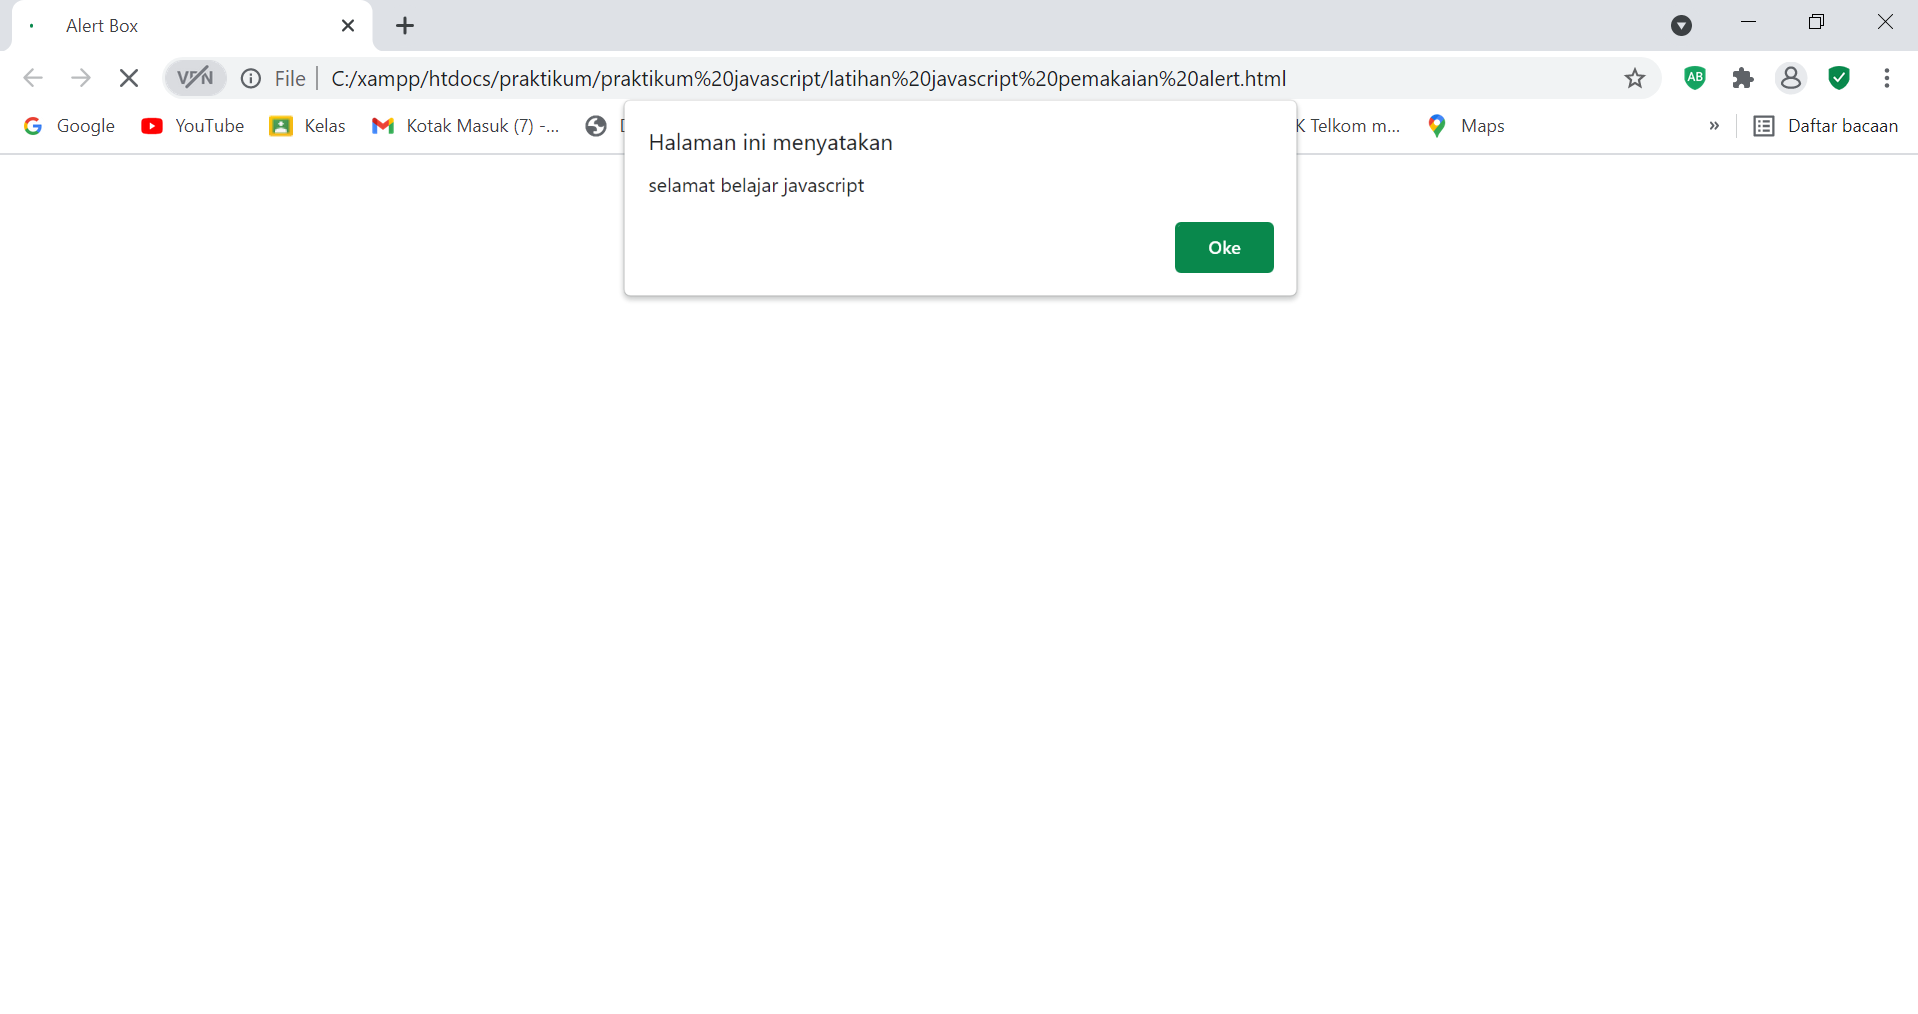 Alert Box
VPN File C:/xampp/htdocs/praktikum/praktikum%20javascript/latihan%20javascript%20pemakaian%20alert.html AB
Google YouTube Kelas Kotak Masuk (7) -... K Telkom m... Maps » Daftar bacaan
Halaman ini menyatakan
selamat belajar javascript
Oke